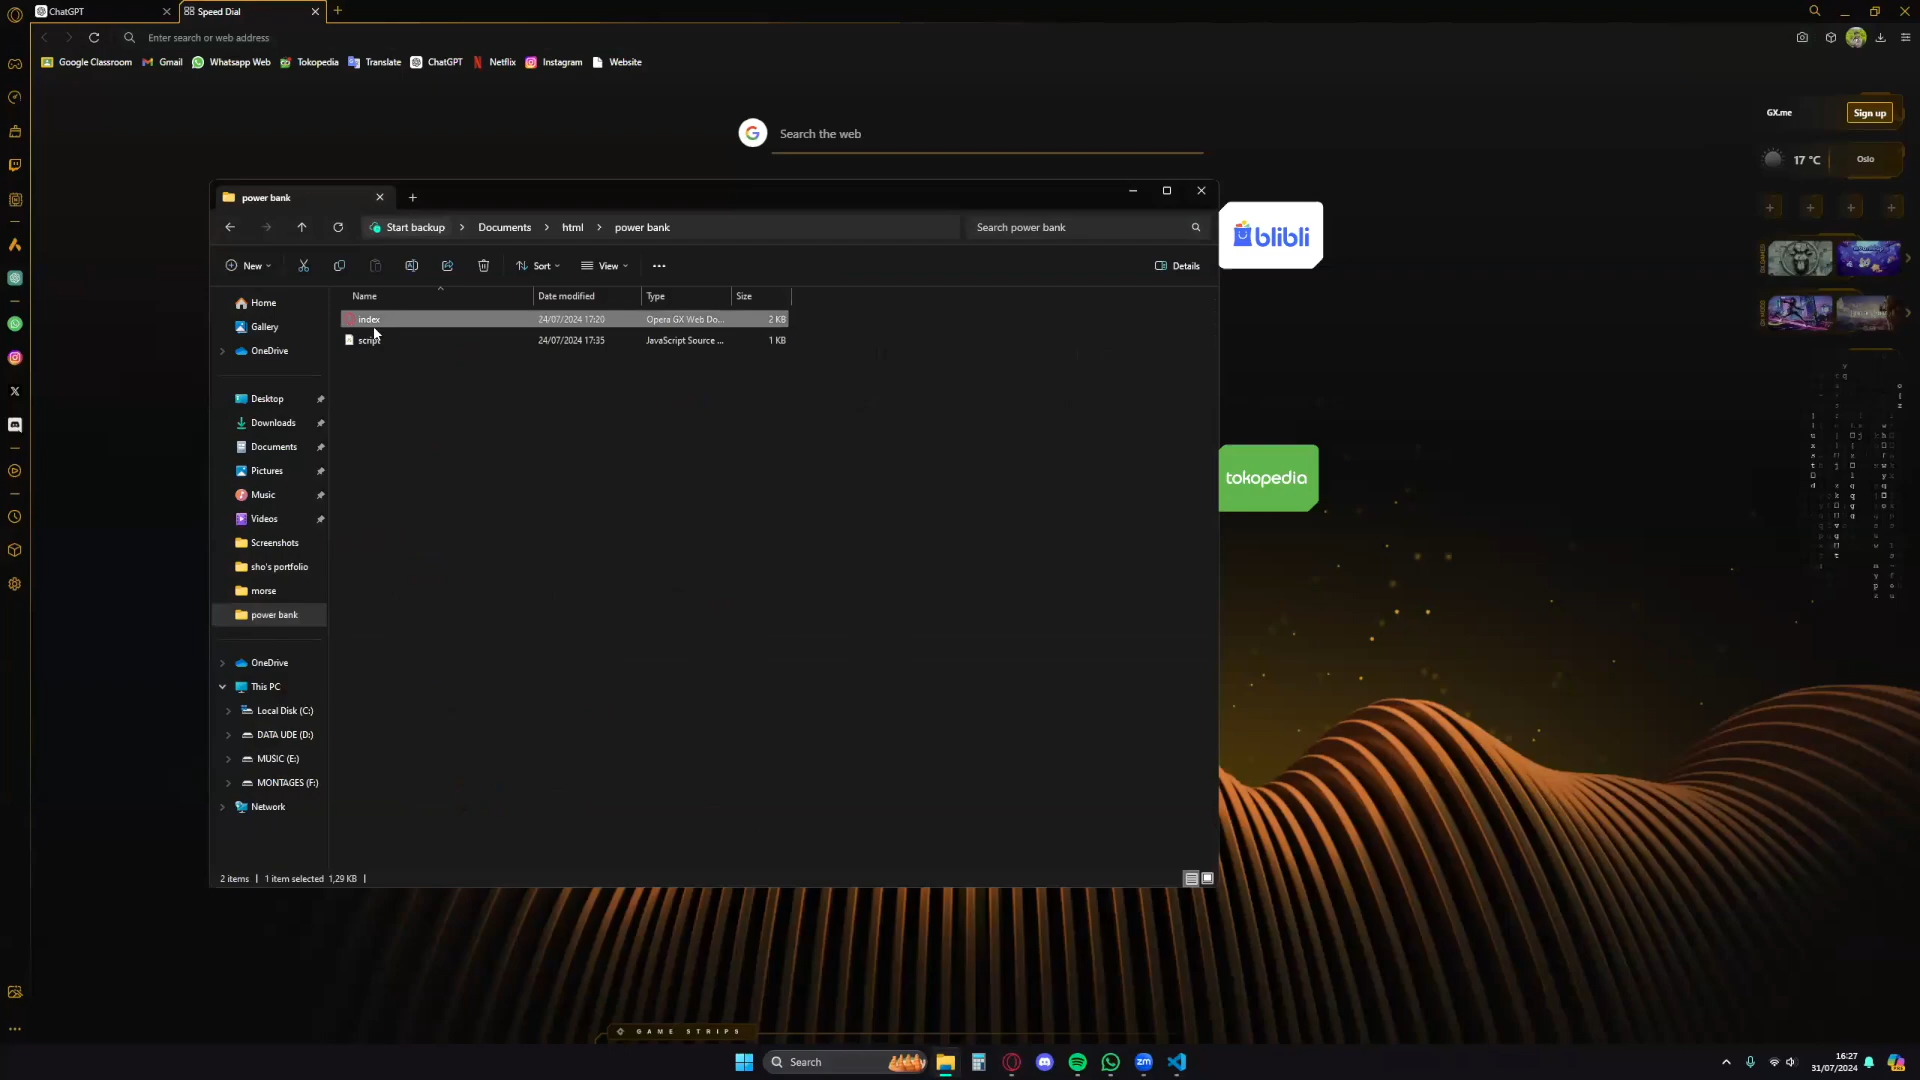 ChatGPT
Speed Dial
Enter search or web address
Google Classroom
Gmail
Whatsapp Web
Tokopedia
Translate
ChatGPT
Netflix
Instagram
Website
Search the web
GX.me
Sign up
17 °C
Oslo
power bank
Start backup
Documents
html
power bank
Search power bank
New
Sort
View
Details
Name
Date modified
Type
Size
index
24/07/2024 17:20
Opera GX Web Do...
2 KB
script
24/07/2024 17:35
JavaScript Source ...
1 KB
Home
Gallery
OneDrive
Desktop
Downloads
Documents
Pictures
Music
Videos
Screenshots
sho's portfolio
morse
power bank
OneDrive
This PC
Local Disk (C:)
DATA UDE (D:)
MUSIC (E:)
MONTAGES (F:)
Network
2 items
1 item selected 1,29 KB
blibli
tokopedia
GAME STRIPS
Search
zm
16:27
31/07/2024